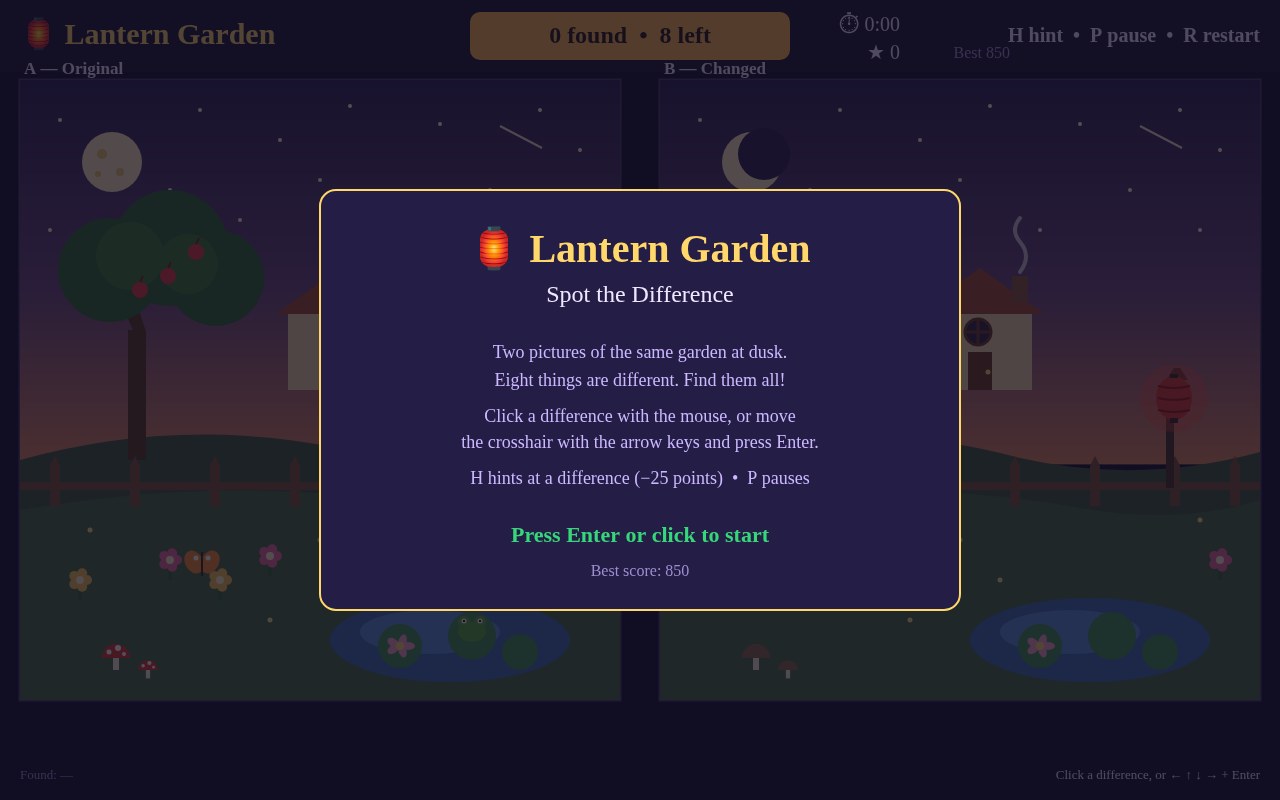 Lantern Garden
0 found • 8 left
0:00
★ 0
Best 850
H hint • P pause • R restart
A — Original
B — Changed
Lantern Garden
Spot the Difference
Two pictures of the same garden at dusk.
Eight things are different. Find them all!
Click a difference with the mouse, or move
the crosshair with the arrow keys and press Enter.
H hints at a difference (−25 points) • P pauses
Press Enter or click to start
Best score: 850
Found: —
Click a difference, or ← ↑ ↓ → + Enter